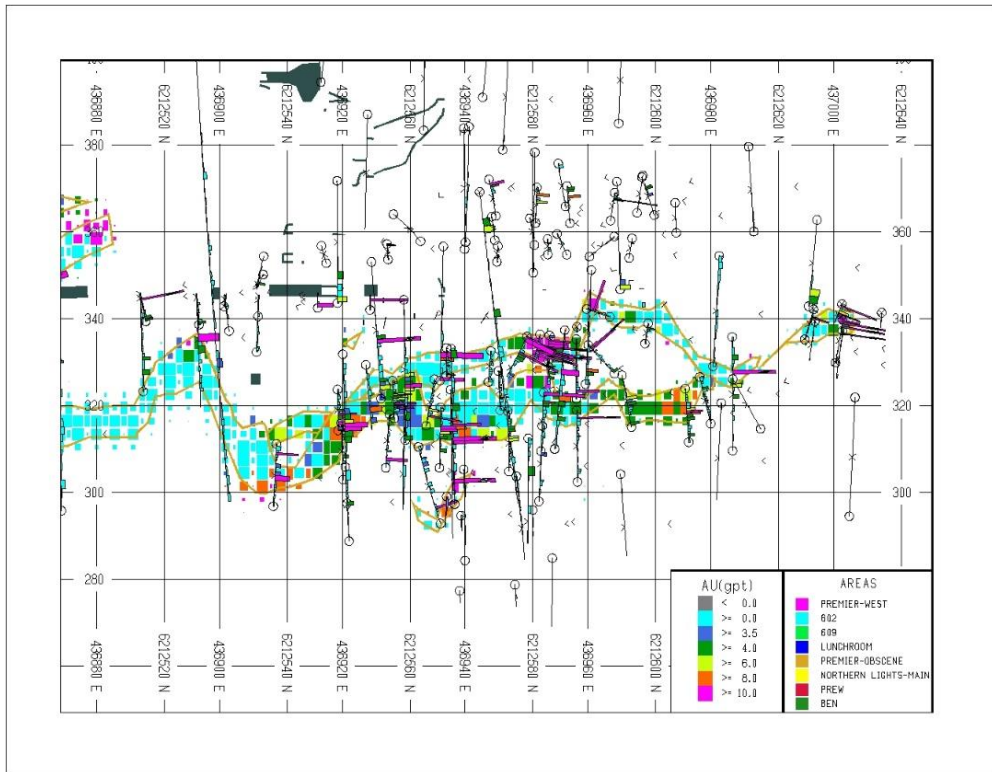 436880 E
6212520 N
436900 E
6212540 N
436920 E
6212560 N
436940 E
6212580 N
436960 E
6212600 N
436980 E
6212620 N
437000 E
6212640 N
380 380
360
340 340
320 320
300 300
280
436880 E
6212520 N
436900 E
6212540 N
436920 E
6212560 N
436940 E
6212580 N
436960 E
6212600 N
AU(gpt)
< 0.0
>= 0.0
>= 3.5
>= 4.0
>= 6.0
>= 8.0
>= 10.0
AREAS
PREMIER-WEST
602
609
LUNCHROOM
PREMIER-OBSCENE
NORTHERN LIGHTS-MAIN
PREW
BEN